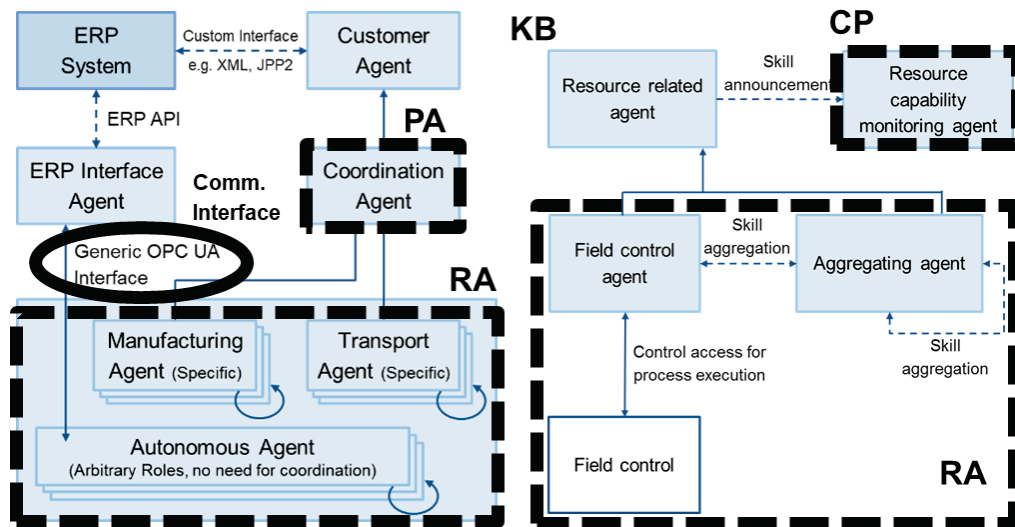 ERP
System
Custom Interface
e.g. XML, JPP2
Customer
Agent
ERP API
PA
ERP Interface
Agent
Comm.
Interface
Coordination
Agent
Generic OPC UA
Interface
RA
Manufacturing
Agent (Specific)
Transport
Agent (Specific)
Autonomous Agent
(Arbitrary Roles, no need for coordination)
KB
CP
Resource related
agent
Skill
announcement
Resource
capability
monitoring agent
Field control
agent
Skill
aggregation
Aggregating agent
Skill
aggregation
Control access for
process execution
Field control
RA